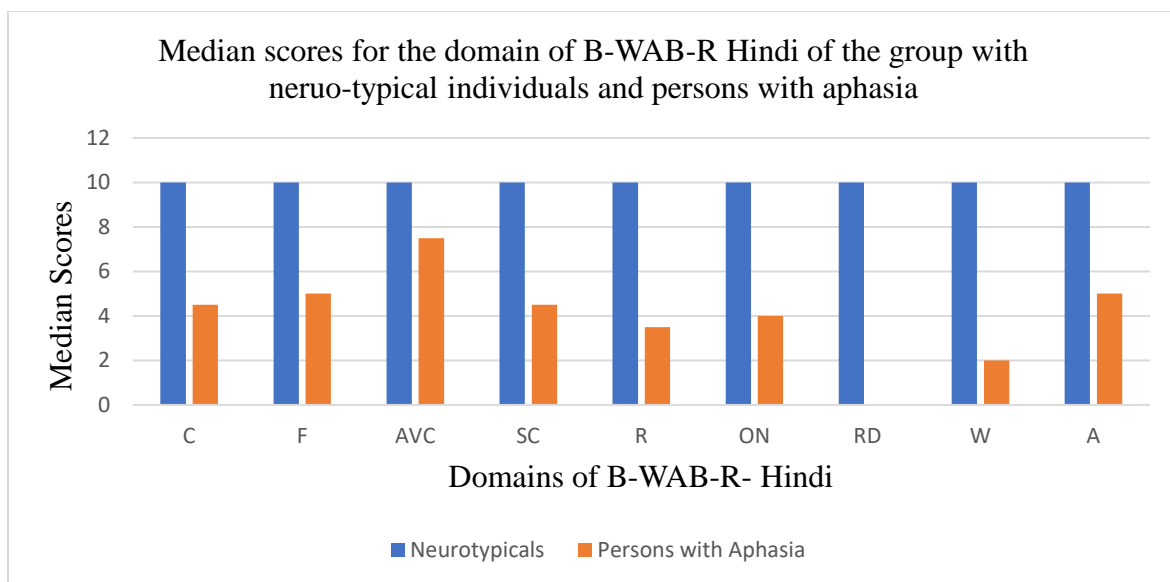 Median scores for the domain of B-WAB-R Hindi of the group with
neruo-typical individuals and persons with aphasia
12
10
8
6
4
2
0
Median Scores
C F AVC SC R ON RD W A
Domains of B-WAB-R- Hindi
Neurotypicals Persons with Aphasia